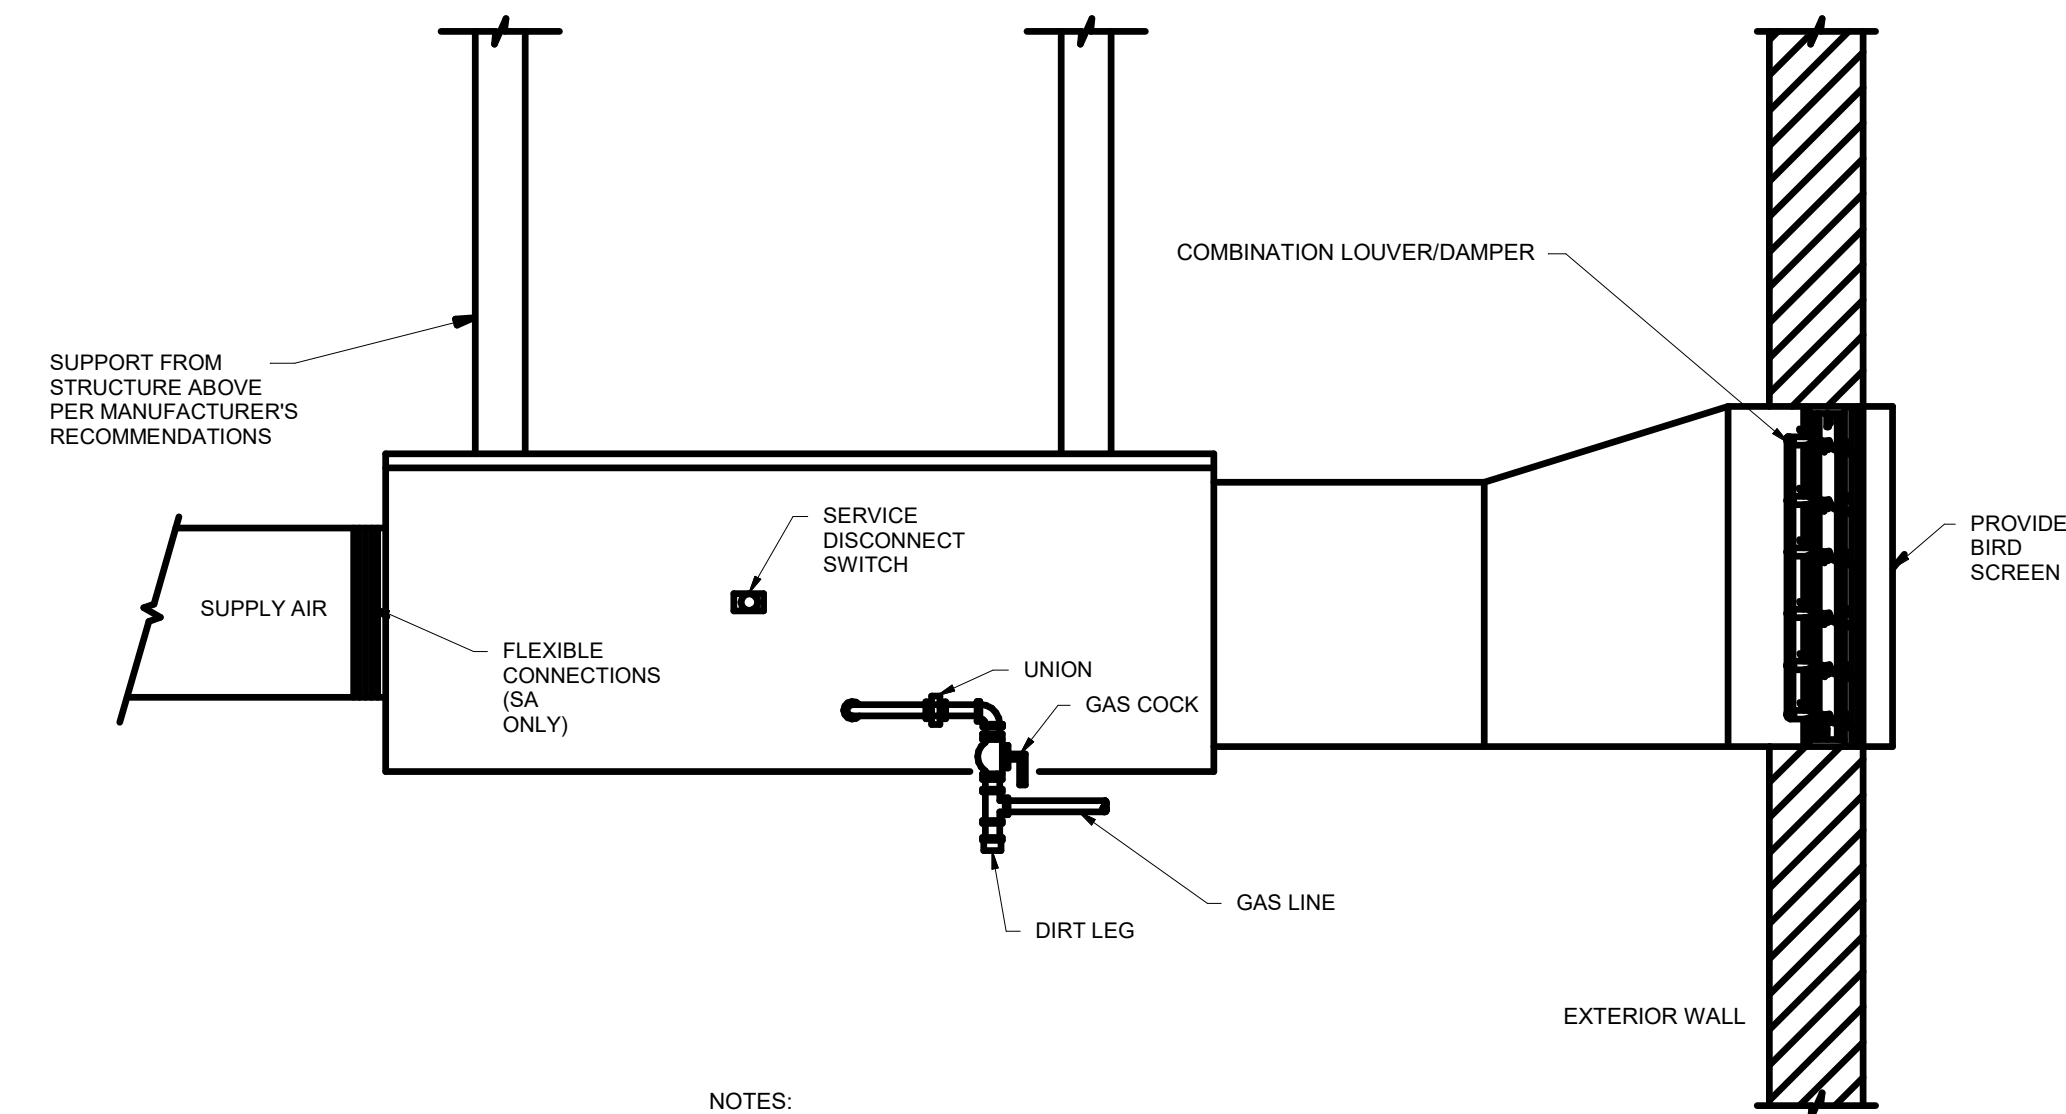 COMBINATION LOUVER/DAMPER
SUPPORT FROM
STRUCTURE ABOVE
PER MANUFACTURER'S
RECOMMENDATIONS
SERVICE
DISCONNECT
SWITCH
PROVIDE
BIRD
SCREEN
SUPPLY AIR
FLEXIBLE
CONNECTIONS
(SA
ONLY)
UNION
GAS COCK
GAS LINE
DIRT LEG
EXTERIOR WALL
NOTES: